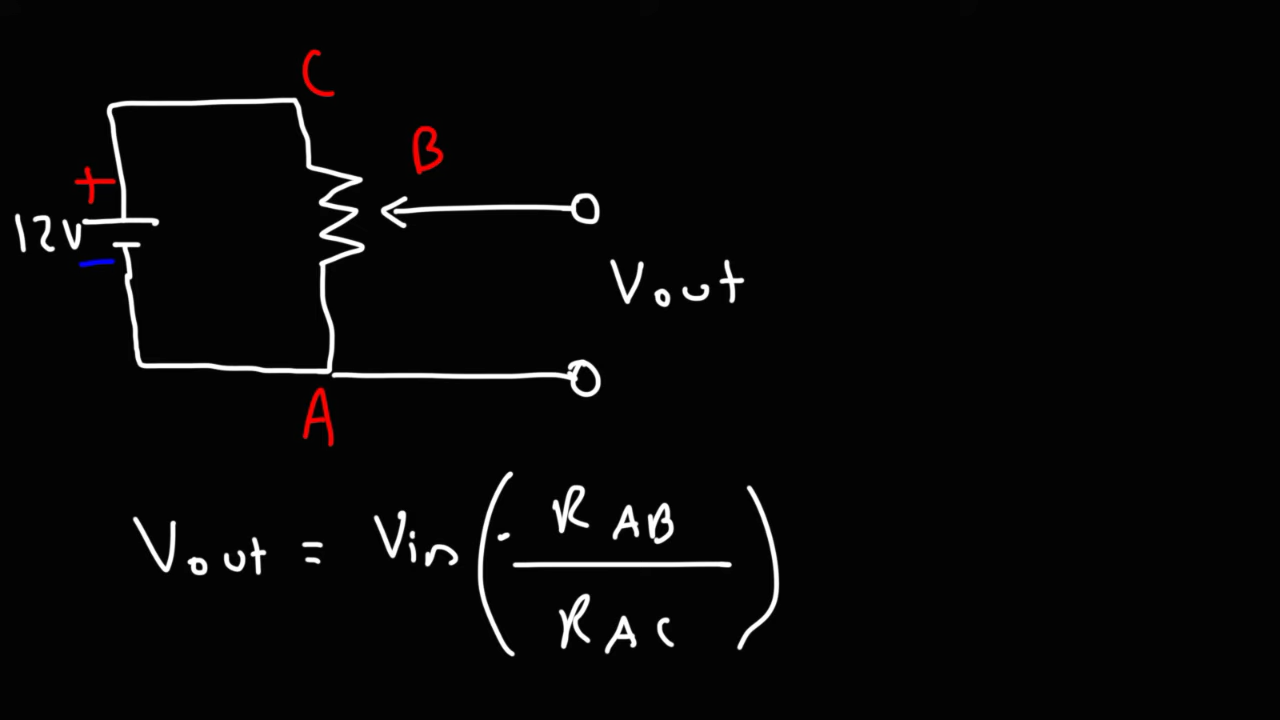 C
B
+
12V
−
Vout
A
Vout = Vin ( RAB / RAC )